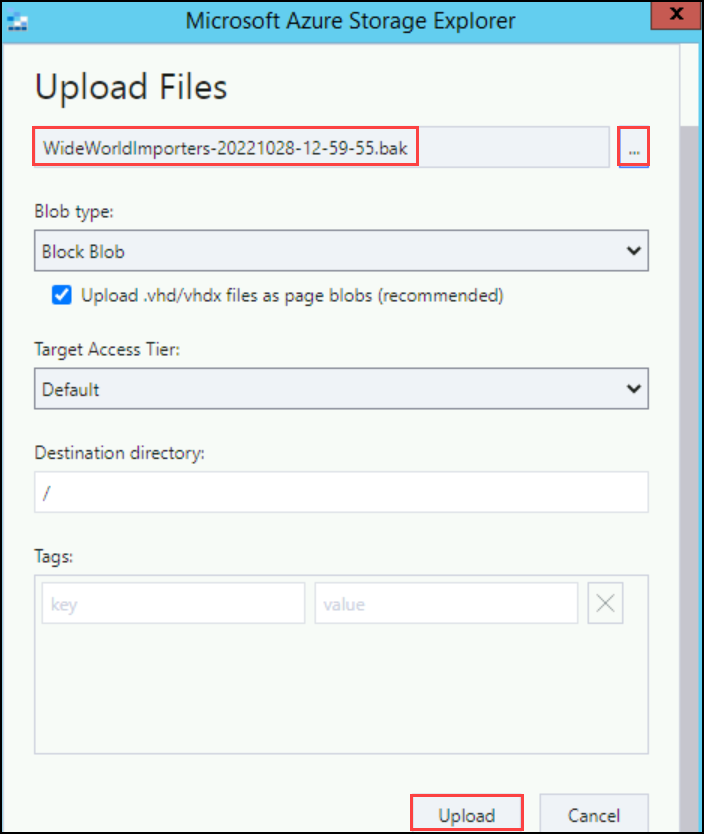 Microsoft Azure Storage Explorer
x
Upload Files
WideWorldImporters-20221028-12-59-55.bak
...
Blob type:
Block Blob
Upload .vhd/vhdx files as page blobs (recommended)
Target Access Tier:
Default
Destination directory:
/
Tags:
key value
Upload Cancel